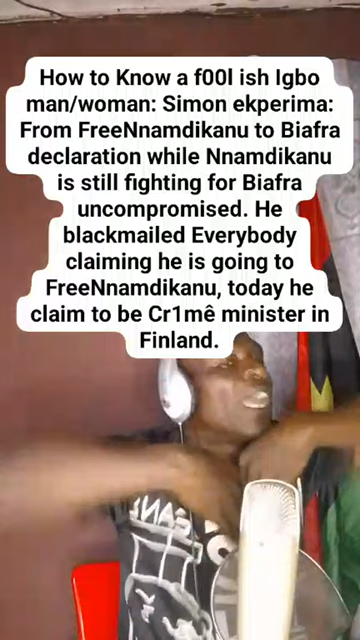 How to Know a f00l ish Igbo
man/woman: Simon ekperima:
From FreeNnamdikanu to Biafra
declaration while Nnamdikanu
is still fighting for Biafra
uncompromised. He
blackmailed Everybody
claiming he is going to
FreeNnamdikanu, today he
claim to be Cr1mê minister in
Finland.